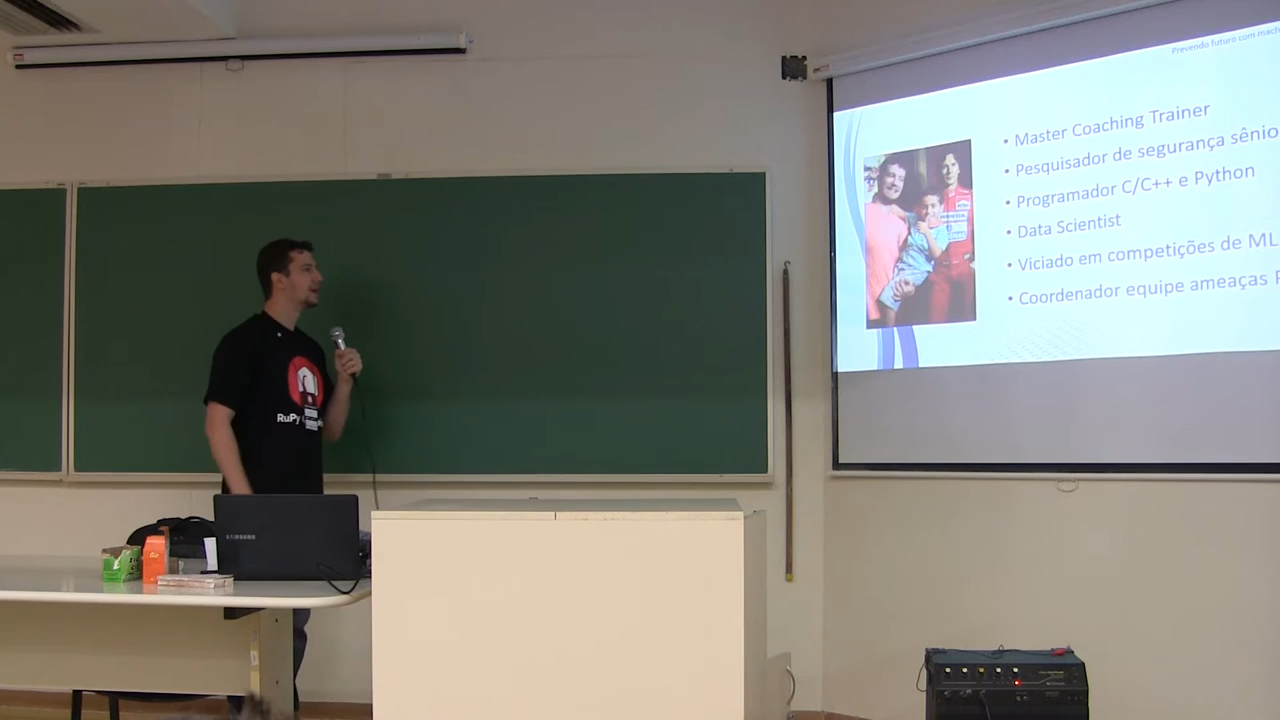 Prevendo futuro com mach
• Master Coaching Trainer
• Pesquisador de segurança sênio
• Programador C/C++ e Python
• Data Scientist
• Viciado em competições de ML
• Coordenador equipe ameaças
RuPy
SAMSUNG